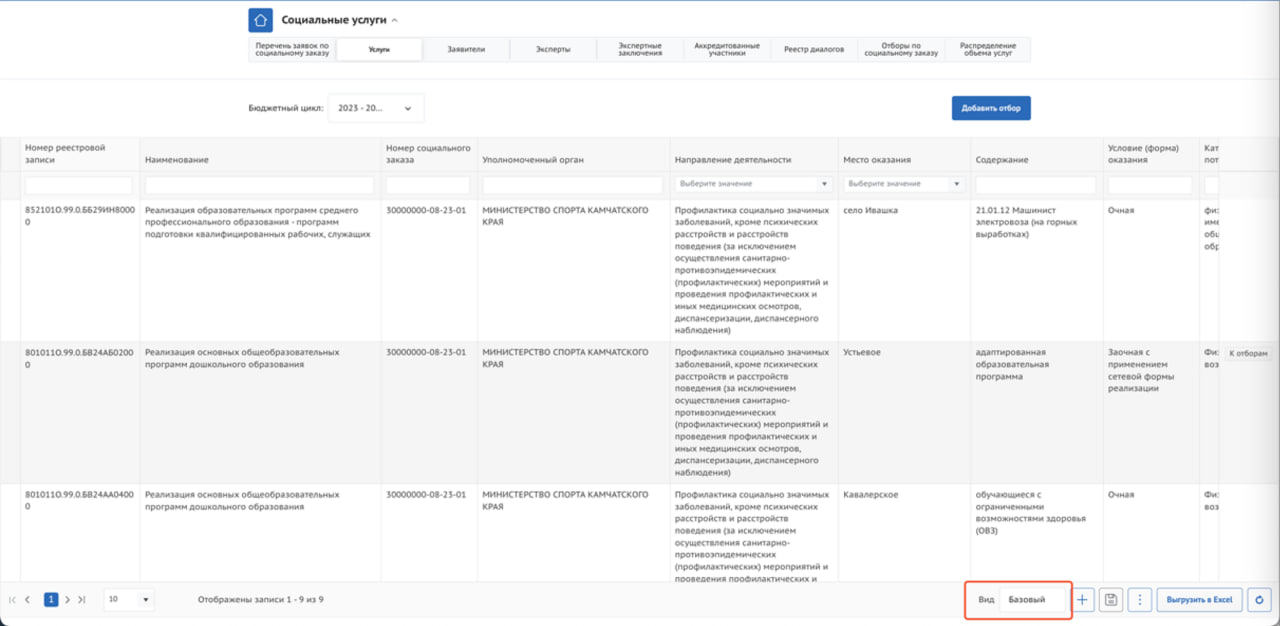 Социальные услуги
Перечень заявок по
социальному заказу
Услуги
Заявители
Эксперты
Экспертные
заключения
Аккредитованные
участники
Реестр диалогов
Отборы по
социальному заказу
Распределение
объема услуг
Бюджетный цикл:
2023 - 20...
Добавить отбор
Номер реестровой
записи
Наименование
Номер социального
заказа
Уполномоченный орган
Направление деятельности
Место оказания
Содержание
Условие (форма)
оказания
Кат
пот
Выберите значение
Выберите значение
852101О.99.0.ББ29ИН8000
0
Реализация образовательных программ среднего
профессионального образования - программ
подготовки квалифицированных рабочих, служащих
30000000-08-23-01
МИНИСТЕРСТВО СПОРТА КАМЧАТСКОГО
КРАЯ
Профилактика социально значимых
заболеваний, кроме психических
расстройств и расстройств
поведения (за исключением
осуществления санитарно-
противоэпидемических
(профилактических) мероприятий и
проведения профилактических и
иных медицинских осмотров,
диспансеризации, диспансерного
наблюдения)
село Ивашка
21.01.12 Машинист
электровоза (на горных
выработках)
Очная
физ
име
общ
обр
801011О.99.0.БВ24АБ0200
0
Реализация основных общеобразовательных
программ дошкольного образования
30000000-08-23-01
МИНИСТЕРСТВО СПОРТА КАМЧАТСКОГО
КРАЯ
Профилактика социально значимых
заболеваний, кроме психических
расстройств и расстройств
поведения (за исключением
осуществления санитарно-
противоэпидемических
(профилактических) мероприятий и
проведения профилактических и
иных медицинских осмотров,
диспансеризации, диспансерного
наблюдения)
Устьевое
адаптированная
образовательная
программа
Заочная с
применением
сетевой формы
реализации
Физ
воз
К отборам
801011О.99.0.БВ24АА0400
0
Реализация основных общеобразовательных
программ дошкольного образования
30000000-08-23-01
МИНИСТЕРСТВО СПОРТА КАМЧАТСКОГО
КРАЯ
Профилактика социально значимых
заболеваний, кроме психических
расстройств и расстройств
поведения (за исключением
осуществления санитарно-
противоэпидемических
(профилактических) мероприятий и
проведения профилактических и
Кавалерское
обучающиеся с
ограниченными
возможностями здоровья
(ОВЗ)
Очная
Физ
воз
1
10
Отображены записи 1 - 9 из 9
Вид
Базовый
Выгрузить в Excel